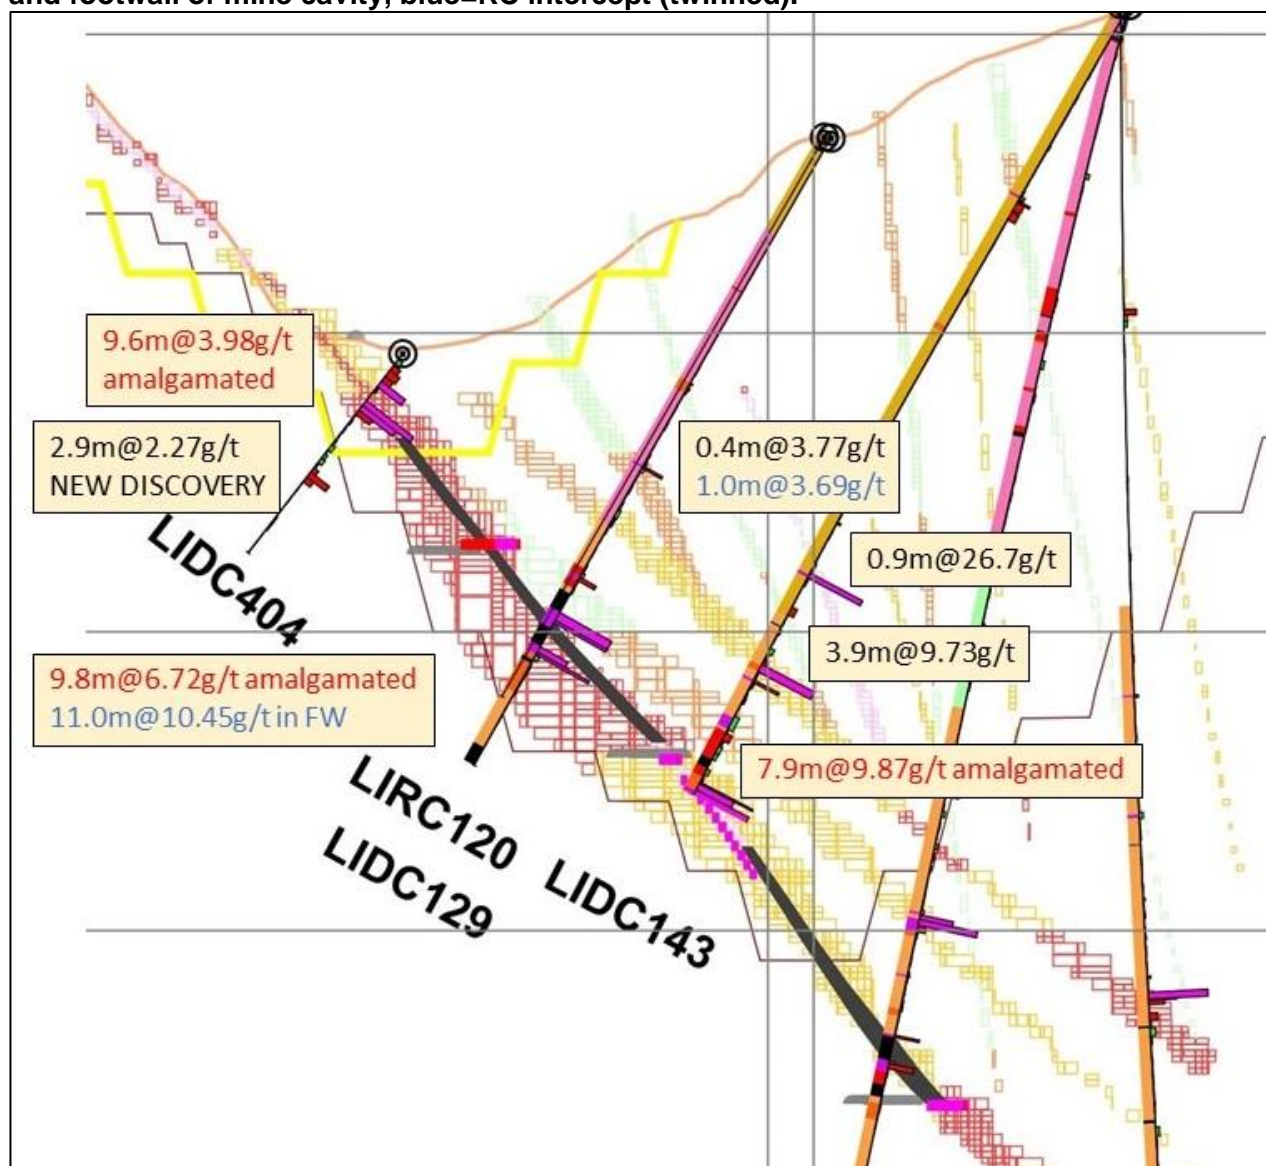 and footwall of mine cavity, blue=RC intercept (twinned).
9.6m@3.98g/t
amalgamated
2.9m@2.27g/t
NEW DISCOVERY
LIDC404
0.4m@3.77g/t
1.0m@3.69g/t
0.9m@26.7g/t
3.9m@9.73g/t
9.8m@6.72g/t amalgamated
11.0m@10.45g/t in FW
7.9m@9.87g/t amalgamated
LIRC120
LIDC129
LIDC143